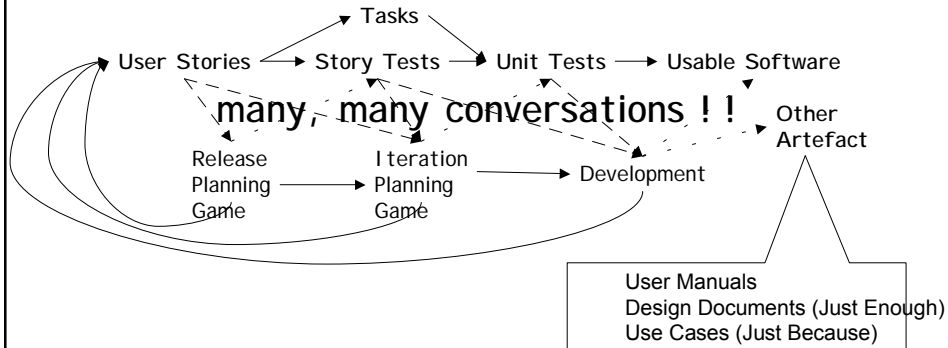 Tasks
User Stories
Story Tests
Unit Tests
Usable Software
many, many conversations !!
Other
Artefact
Release
Planning
Game
Iteration
Planning
Game
Development
User Manuals
Design Documents (Just Enough)
Use Cases (Just Because)